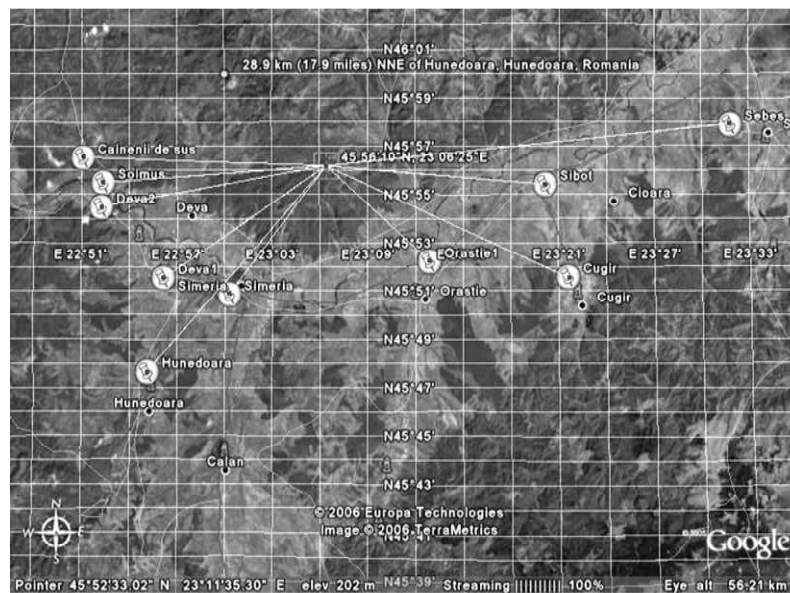 N46°01'
28.9 km (17.9 miles) NNE of Hunedoara, Hunedoara, Romania
N45°59'
Sebes
N45°57'
Cainenii de sus
45 56 10 N, 23 06 25 E
Soimus
Sibot
N45°55'
Cioara
Deva2
Deva
N45°53'
E 22°51' E 22°57' E 23°03' E 23°09' Orastie1 E 23°21' E 23°27' E 23°33'
Deva1
Cugir
Simeria
Simeria
N45°51'
Orastie
Cugir
N45°49'
Hunedoara
N45°47'
Hunedoara
N45°45'
Calan
N45°43'
N
W E
S
© 2006 Europa Technologies
Image © 2006 TerraMetrics
Google
N45°39'
Pointer 45°52'33.02" N 23°11'35.30" E elev 202 m Streaming |||||||||| 100% Eye alt 56.21 km